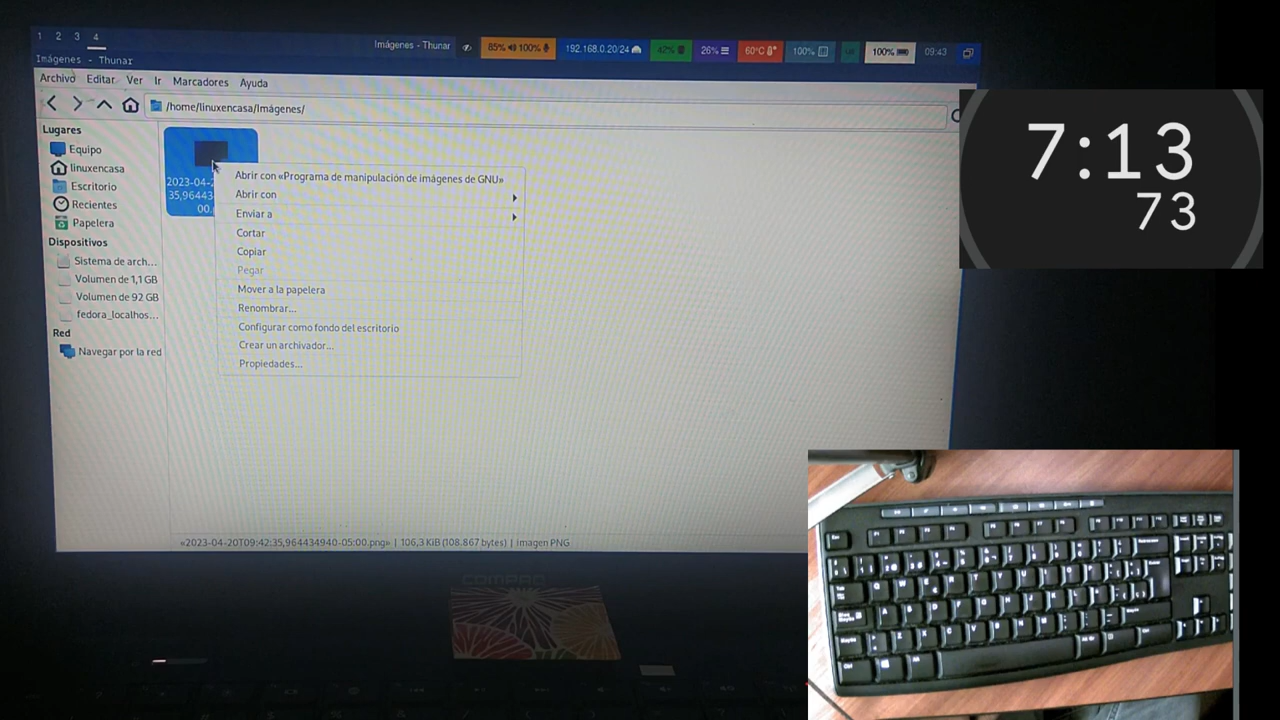 1 2 3 4
Imágenes - Thunar
85% 100%
192.168.0.20/24
42%
26%
60°C
100%
100%
09:43
Imágenes - Thunar
Archivo Editar Ver Ir Marcadores Ayuda
/home/linuxencasa/Imágenes/
Lugares
Equipo
linuxencasa
Escritorio
Recientes
Papelera
Dispositivos
Sistema de arch...
Volumen de 1,1 GB
Volumen de 92 GB
fedora_localhos...
Red
Navegar por la red
2023-04-2
35,96443
00.
Abrir con «Programa de manipulación de imágenes de GNU»
Abrir con
Enviar a
Cortar
Copiar
Pegar
Mover a la papelera
Renombrar...
Configurar como fondo del escritorio
Crear un archivador...
Propiedades...
«2023-04-20T09:42:35,964434940-05:00.png» | 106,3 KiB (108.867 bytes) | imagen PNG
COMPAQ
7:13
73